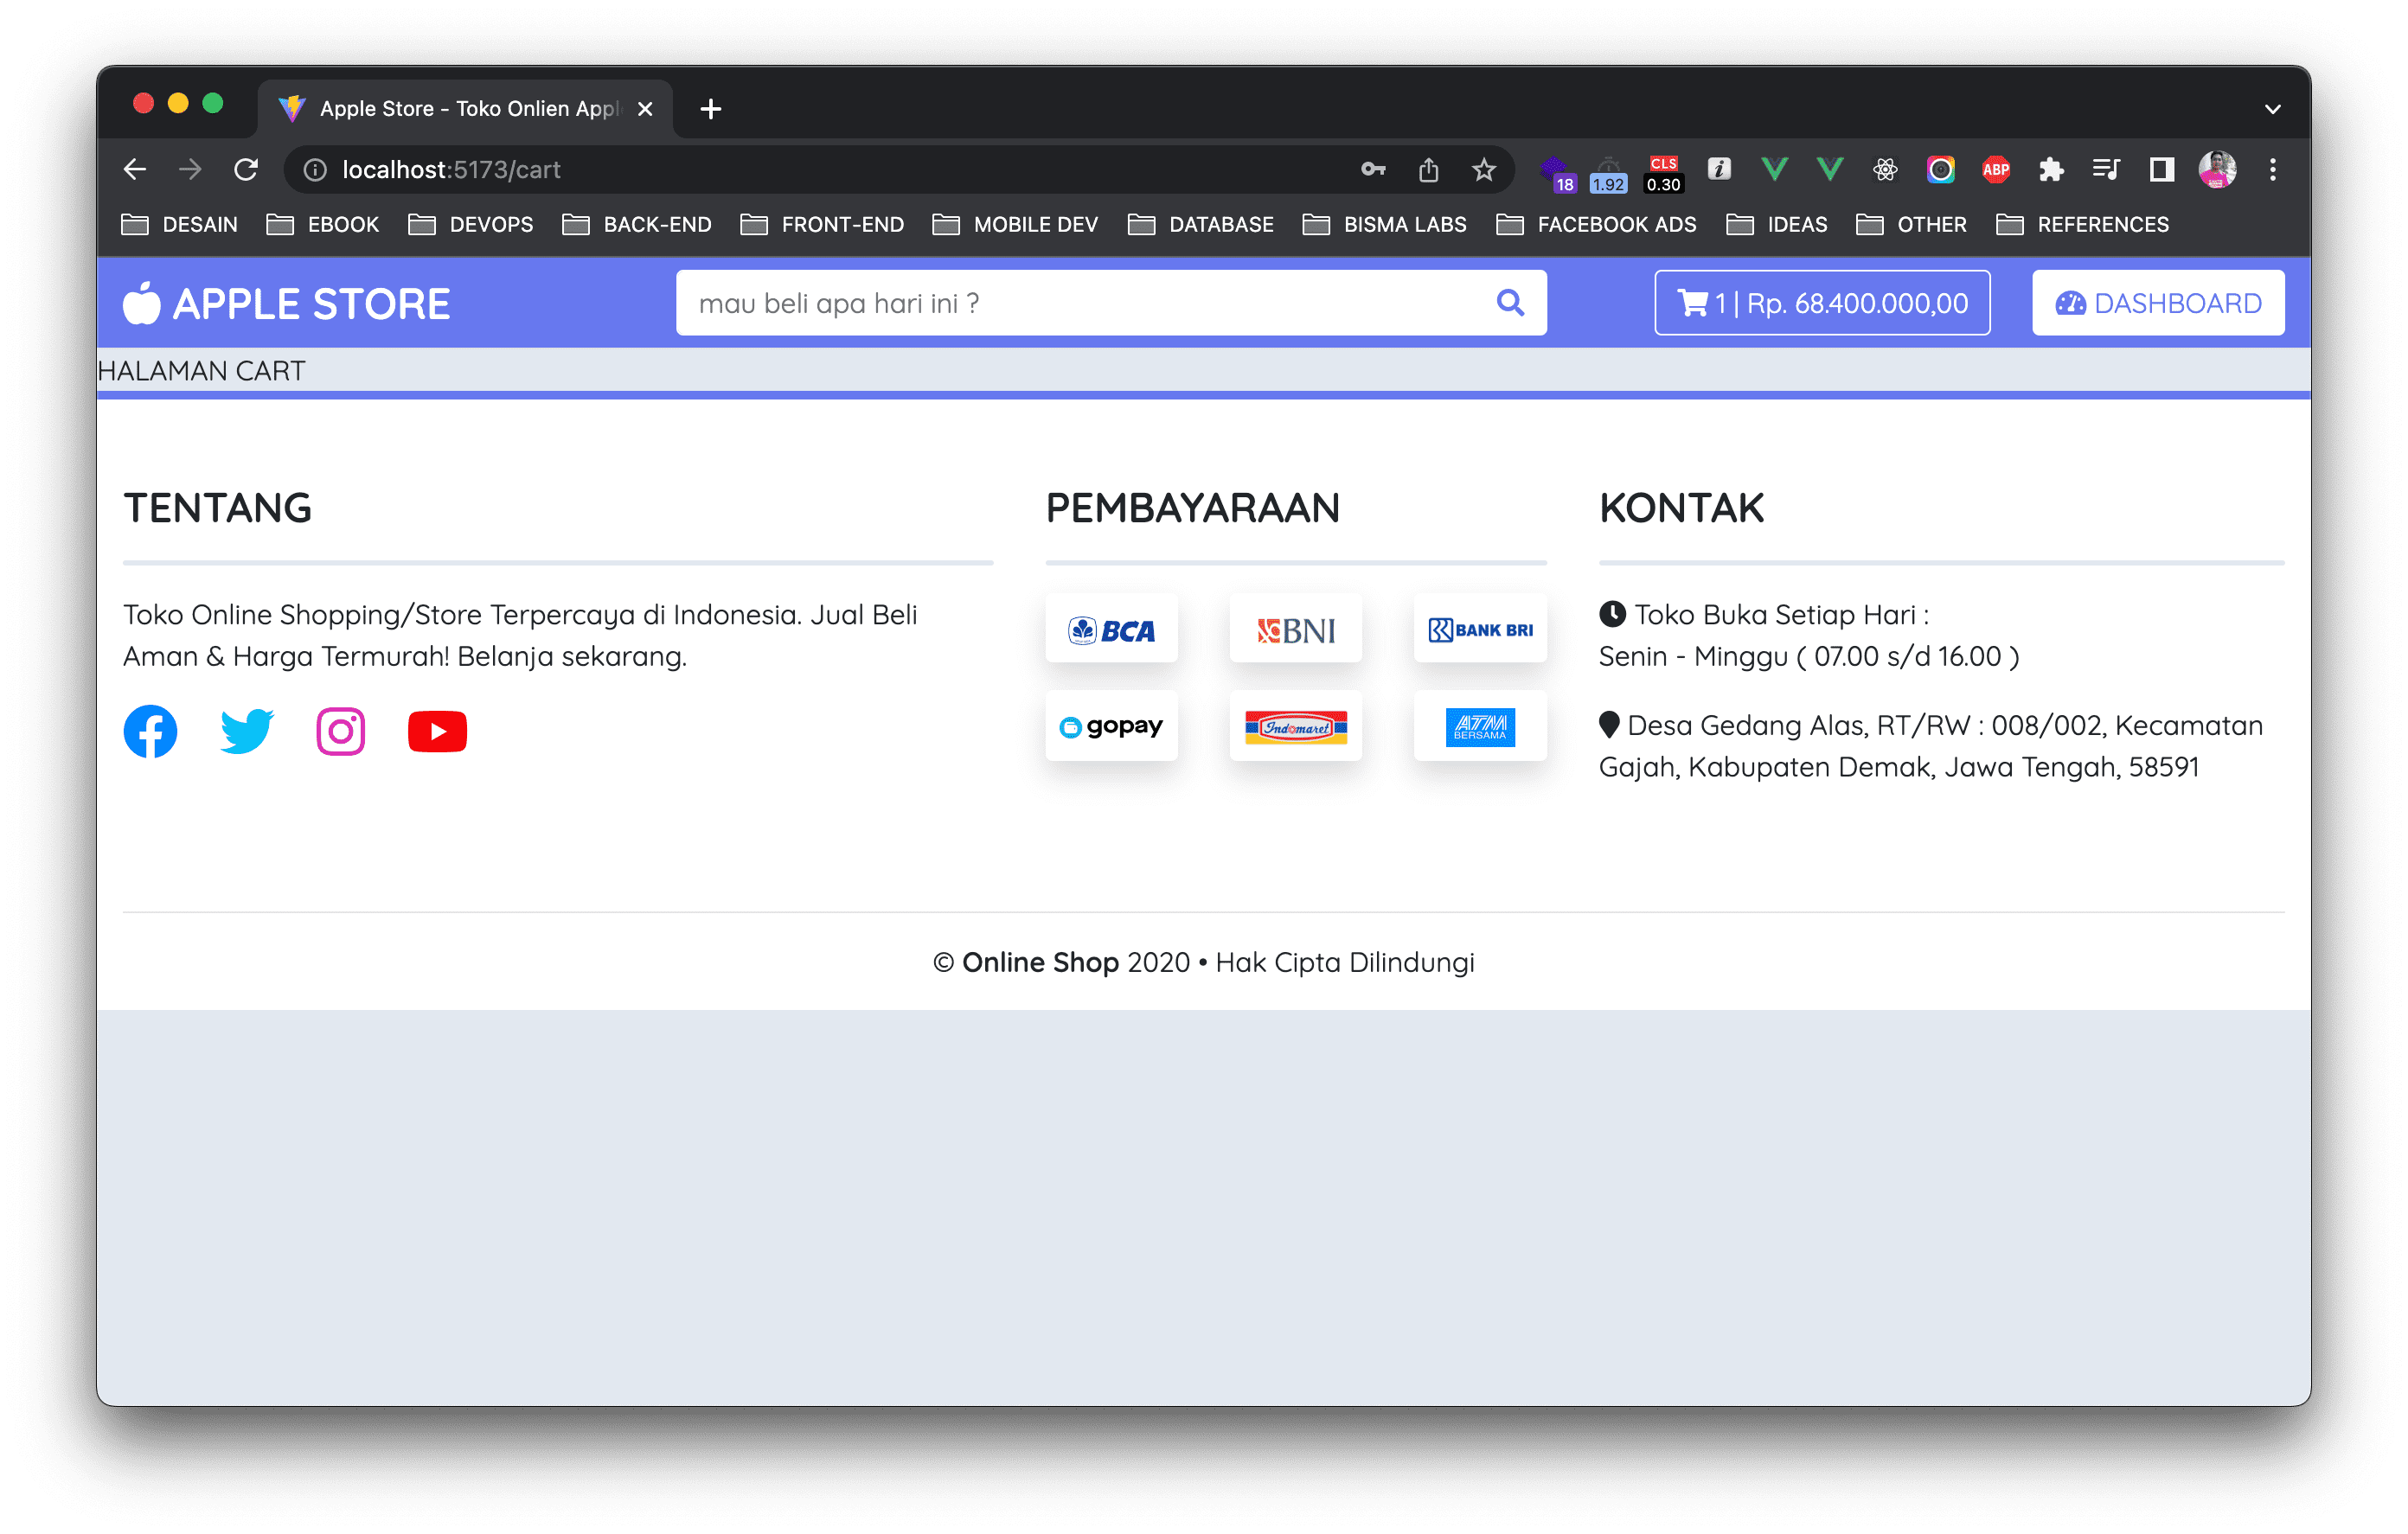 Apple Store - Toko Onlien Appl
localhost:5173/cart
18
1.92
CLS
0.30
ABP
DESAIN
EBOOK
DEVOPS
BACK-END
FRONT-END
MOBILE DEV
DATABASE
BISMA LABS
FACEBOOK ADS
IDEAS
OTHER
REFERENCES
APPLE STORE
mau beli apa hari ini ?
1 | Rp. 68.400.000,00
DASHBOARD
HALAMAN CART
TENTANG
Toko Online Shopping/Store Terpercaya di Indonesia. Jual Beli
Aman & Harga Termurah! Belanja sekarang.
PEMBAYARAAN
BCA
BNI
BANK BRI
gopay
Indomaret
ATM
BERSAMA
KONTAK
Toko Buka Setiap Hari :
Senin - Minggu ( 07.00 s/d 16.00 )
Desa Gedang Alas, RT/RW : 008/002, Kecamatan
Gajah, Kabupaten Demak, Jawa Tengah, 58591
© Online Shop 2020 • Hak Cipta Dilindungi